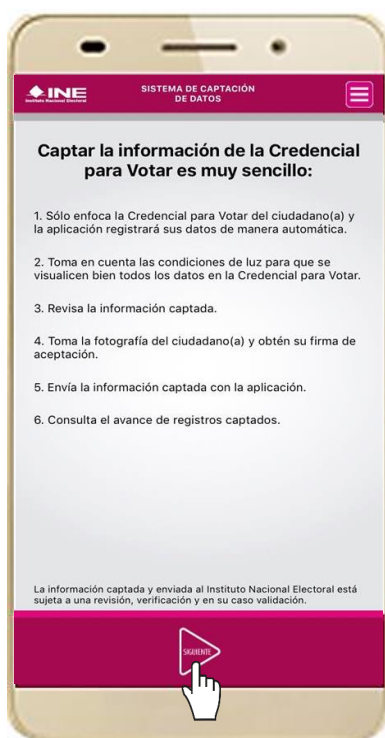 INE
Instituto Nacional Electoral
SISTEMA DE CAPTACIÓN
DE DATOS
Captar la información de la Credencial
para Votar es muy sencillo:
1. Sólo enfoca la Credencial para Votar del ciudadano(a) y
la aplicación registrará sus datos de manera automática.
2. Toma en cuenta las condiciones de luz para que se
visualicen bien todos los datos en la Credencial para Votar.
3. Revisa la información captada.
4. Toma la fotografía del ciudadano(a) y obtén su firma de
aceptación.
5. Envía la información captada con la aplicación.
6. Consulta el avance de registros captados.
La información captada y enviada al Instituto Nacional Electoral está
sujeta a una revisión, verificación y en su caso validación.
SIGUIENTE